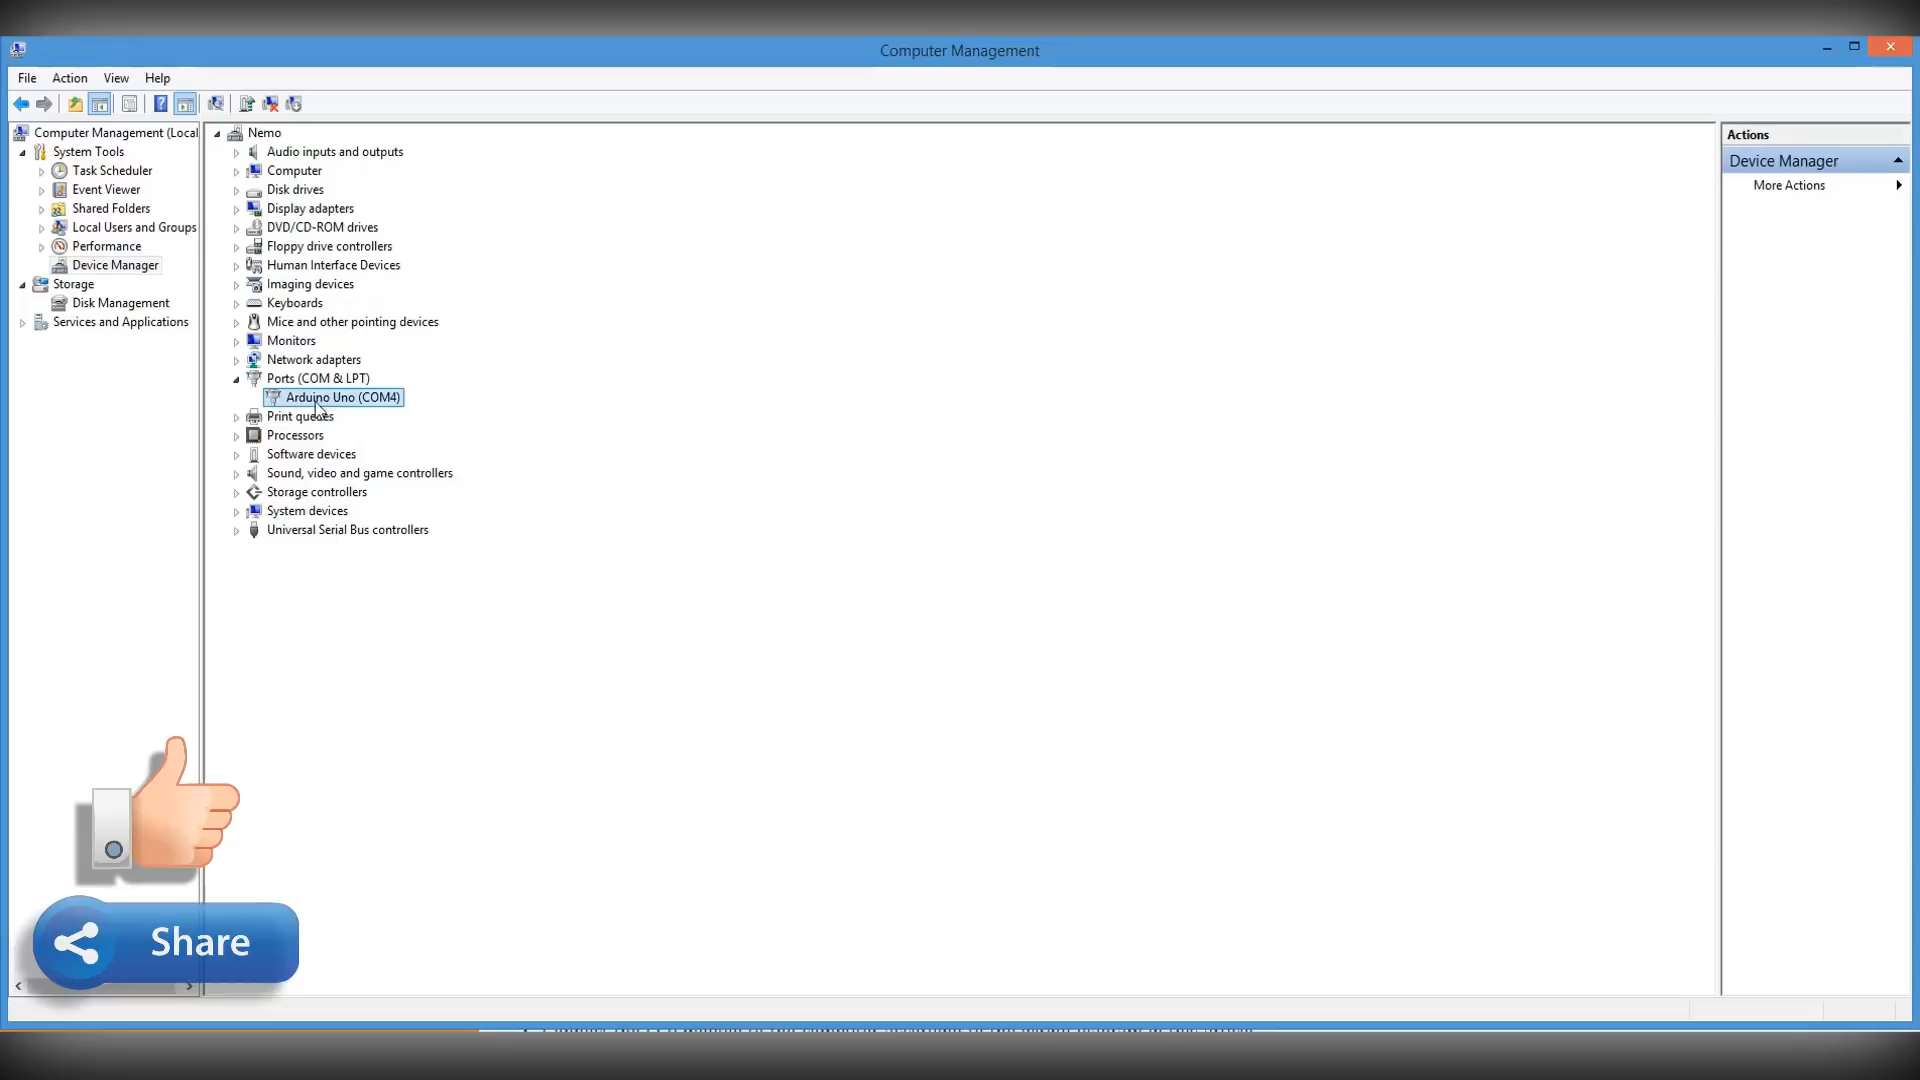 Computer Management
File Action View Help
Computer Management (Local
System Tools
Task Scheduler
Event Viewer
Shared Folders
Local Users and Groups
Performance
Device Manager
Storage
Disk Management
Services and Applications
Nemo
Audio inputs and outputs
Computer
Disk drives
Display adapters
DVD/CD-ROM drives
Floppy drive controllers
Human Interface Devices
Imaging devices
Keyboards
Mice and other pointing devices
Monitors
Network adapters
Ports (COM & LPT)
Arduino Uno (COM4)
Print queues
Processors
Software devices
Sound, video and game controllers
Storage controllers
System devices
Universal Serial Bus controllers
Actions
Device Manager
More Actions
Share